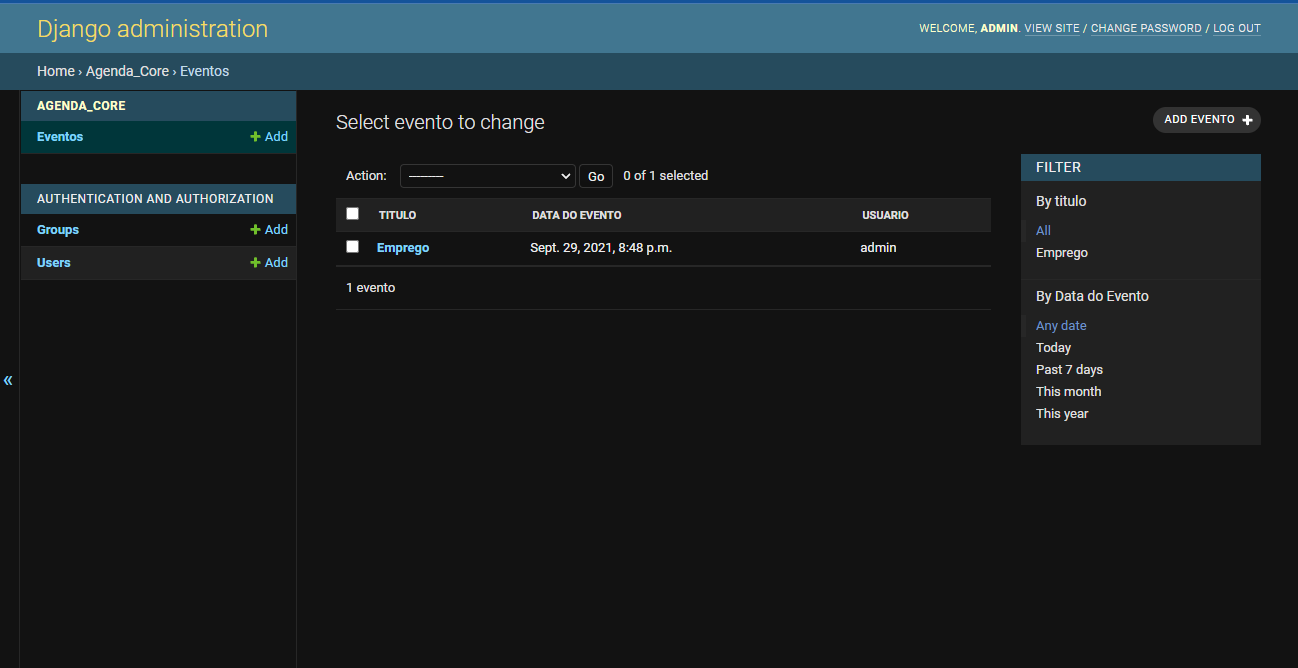 Django administration
WELCOME, ADMIN. VIEW SITE / CHANGE PASSWORD / LOG OUT
Home › Agenda_Core › Eventos
AGENDA_CORE
Eventos + Add
AUTHENTICATION AND AUTHORIZATION
Groups + Add
Users + Add
«
Select evento to change
ADD EVENTO +
Action: --------- Go 0 of 1 selected
TITULO DATA DO EVENTO USUARIO
Emprego Sept. 29, 2021, 8:48 p.m. admin
1 evento
FILTER
By titulo
All
Emprego
By Data do Evento
Any date
Today
Past 7 days
This month
This year